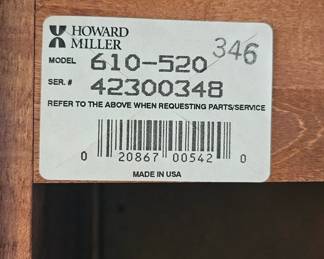 HOWARD
MILLER
346
MODEL 610-520
SER. # 42300348
REFER TO THE ABOVE WHEN REQUESTING PARTS/SERVICE
0 20867 00542 0
MADE IN USA